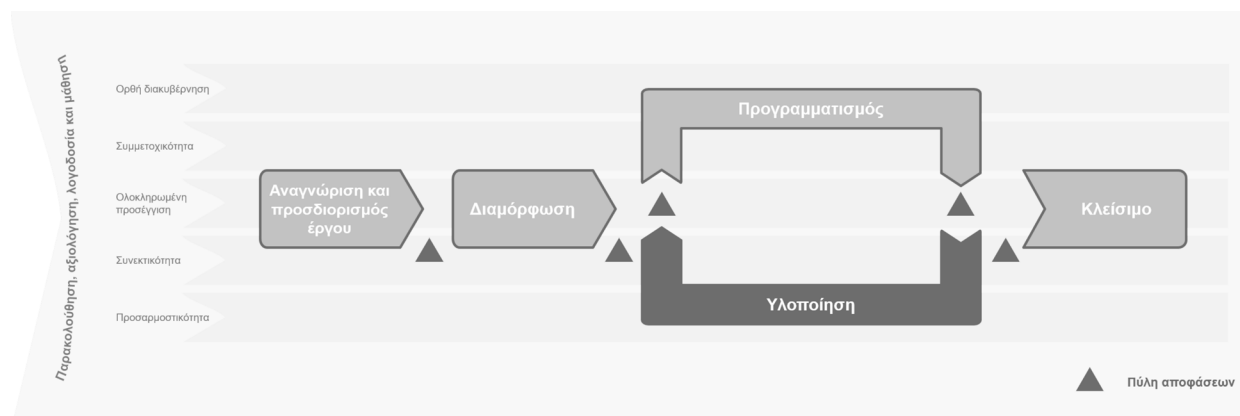 Παρακολούθηση, αξιολόγηση, λογοδοσία και μάθηση
Ορθή διακυβέρνηση
Συμμετοχικότητα
Ολοκληρωμένη
προσέγγιση
Συνεκτικότητα
Προσαρμοστικότητα
Αναγνώριση και
προσδιορισμός
έργου
Διαμόρφωση
Προγραμματισμός
Υλοποίηση
Κλείσιμο
Πύλη αποφάσεων